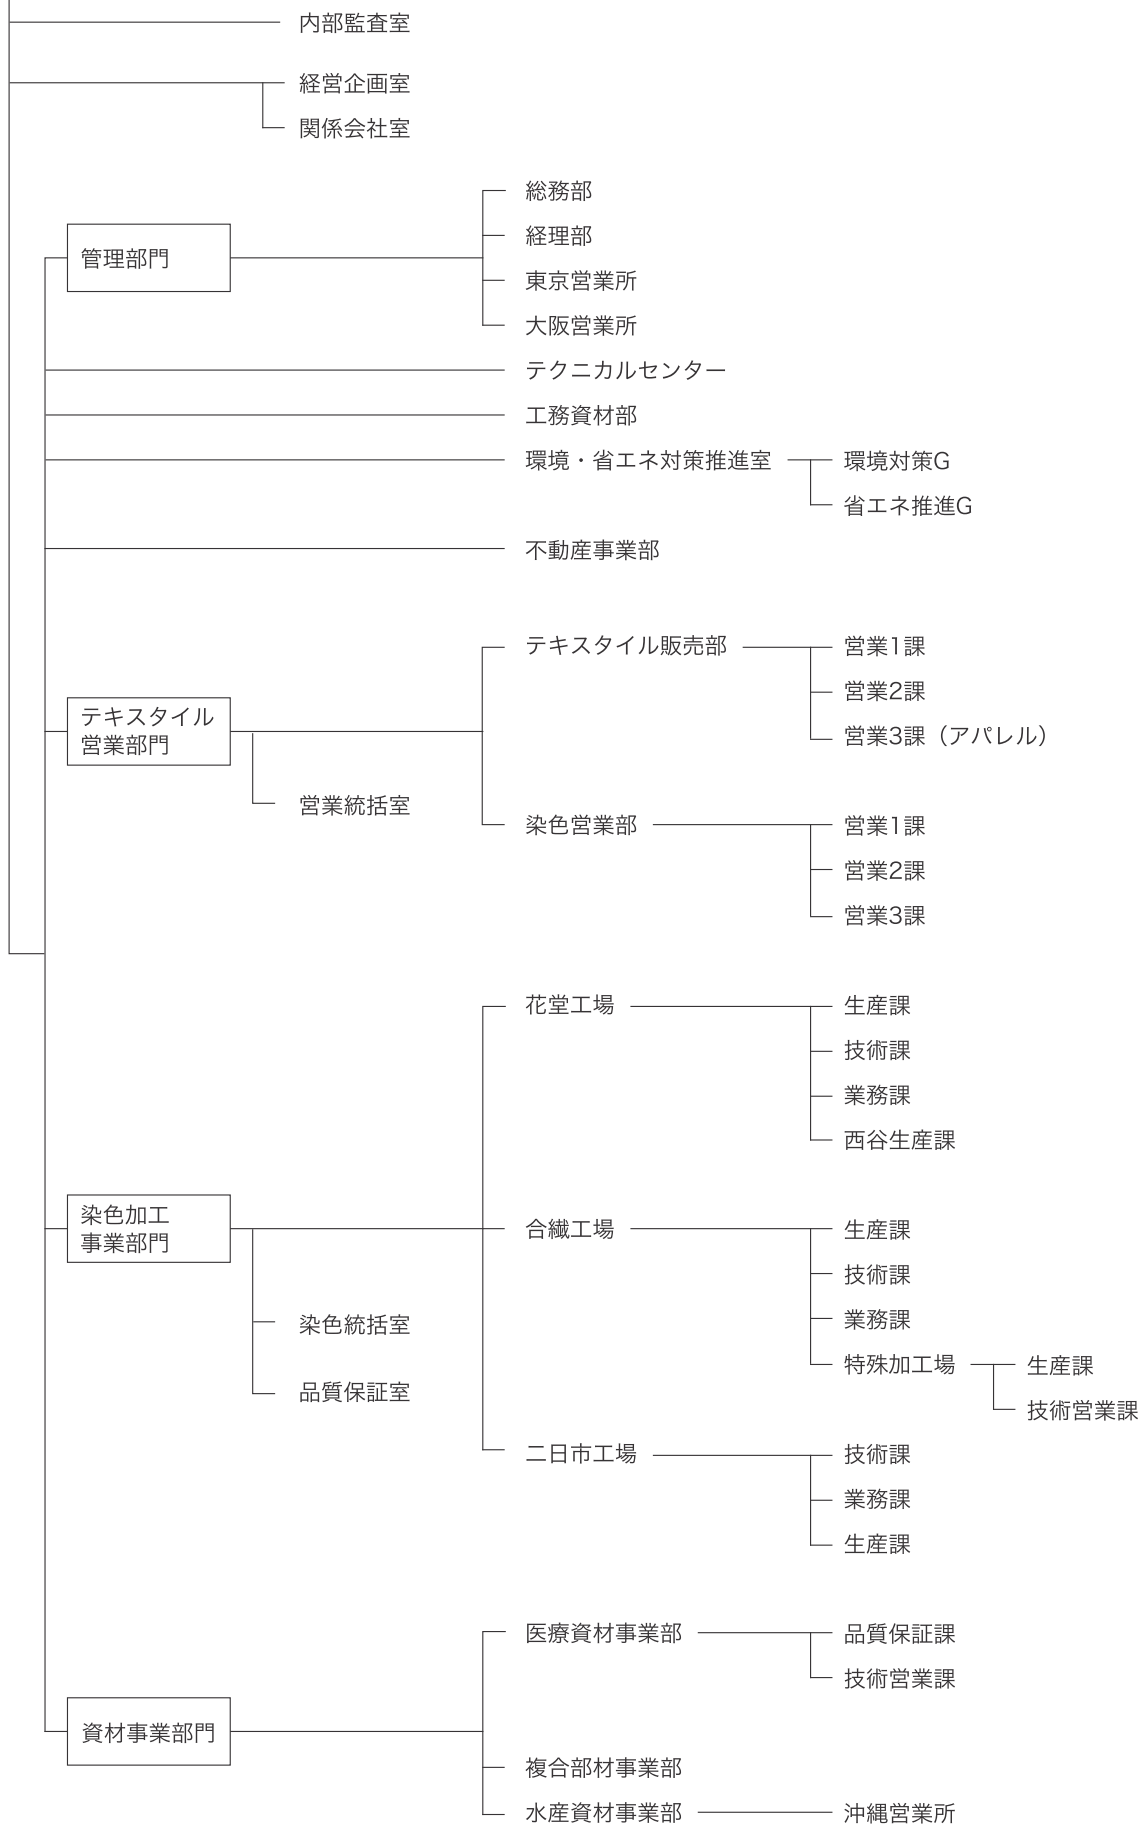 内部監査室
経営企画室
関係会社室
総務部
経理部
管理部門
東京営業所
大阪営業所
テクニカルセンター
工務資材部
環境・省エネ対策推進室
環境対策G
省エネ推進G
不動産事業部
テキスタイル販売部
営業1課
営業2課
営業3課（アパレル）
テキスタイル
営業部門
営業統括室
染色営業部
営業1課
営業2課
営業3課
花堂工場
生産課
技術課
業務課
西谷生産課
染色加工
事業部門
合繊工場
生産課
技術課
業務課
染色統括室
特殊加工場
生産課
品質保証室
技術営業課
二日市工場
技術課
業務課
生産課
医療資材事業部
品質保証課
技術営業課
資材事業部門
複合部材事業部
水産資材事業部
沖縄営業所